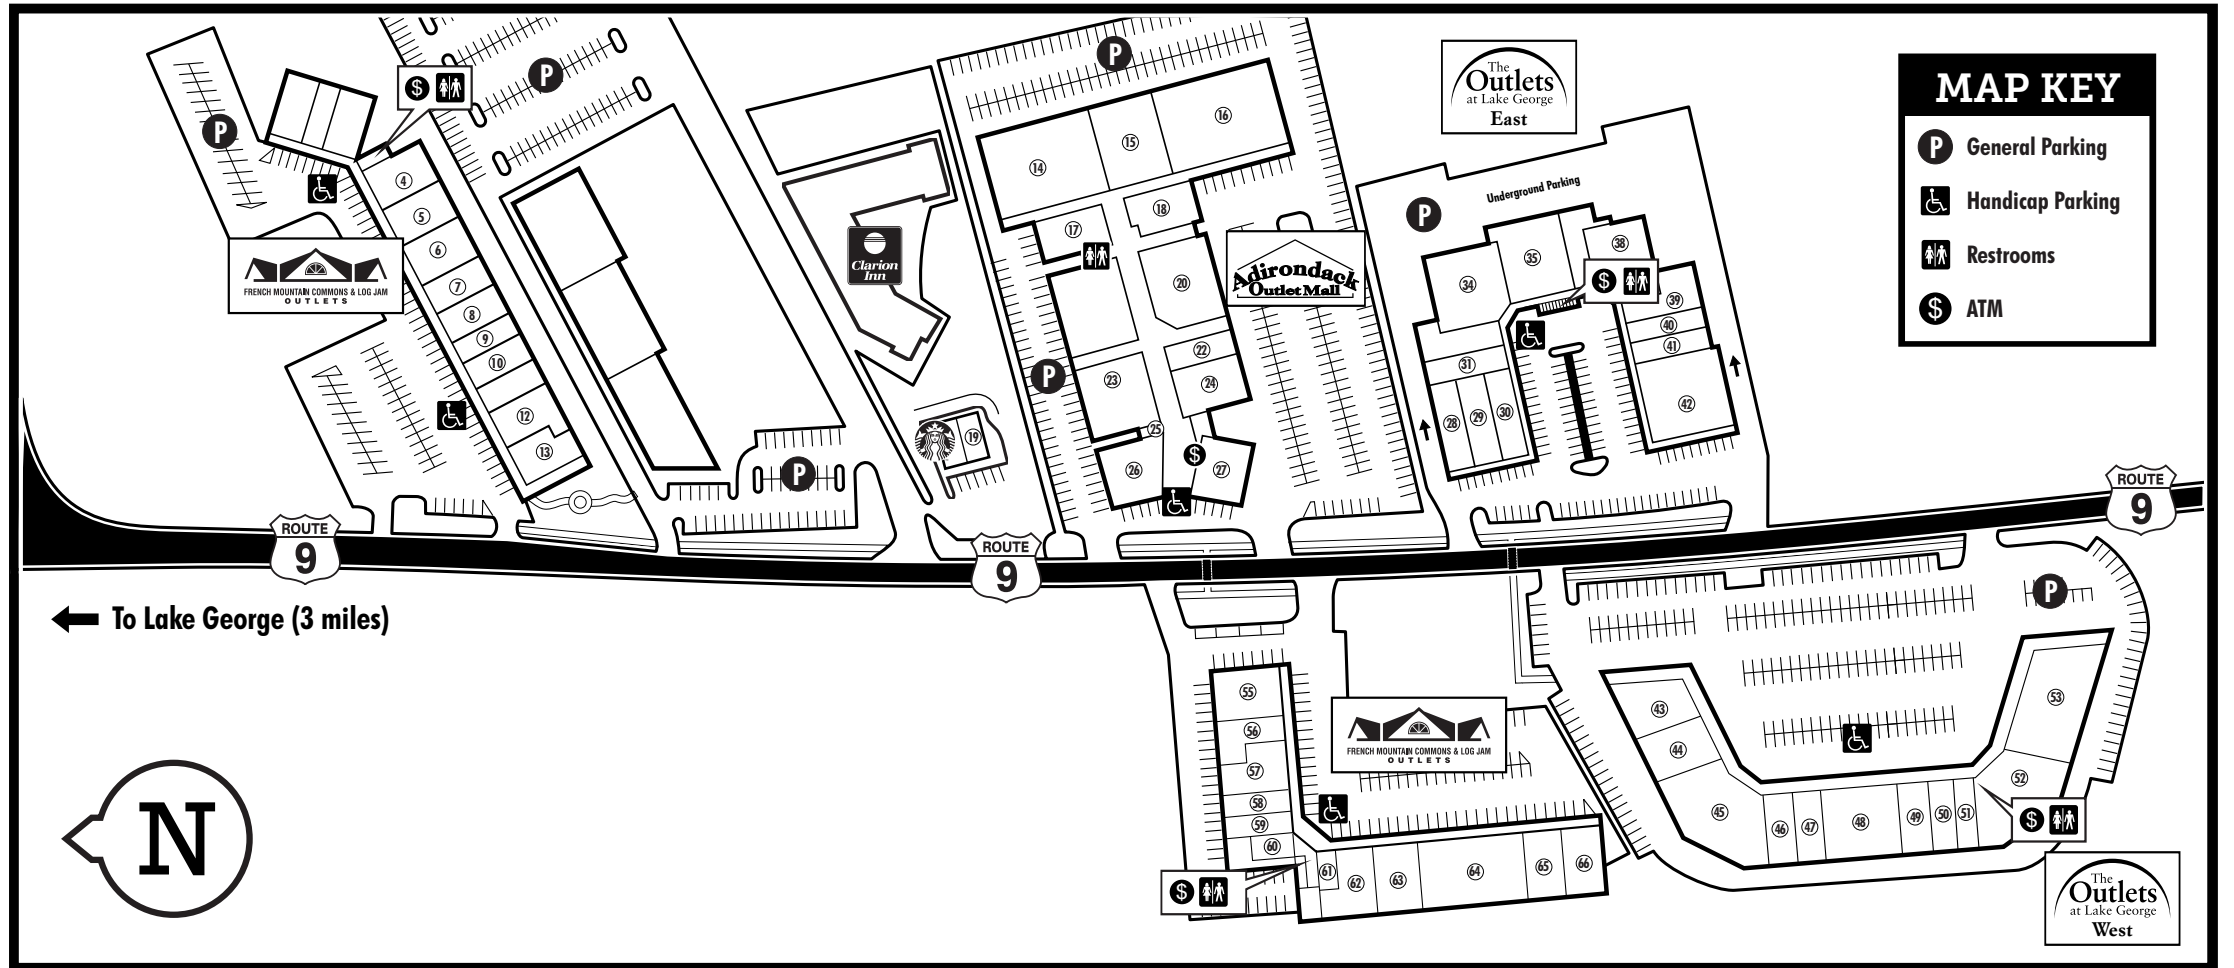 MAP KEY
P General Parking
Handicap Parking
Restrooms
$ ATM
The
Outlets
at Lake George
East
Underground Parking
P
P
P
P
P
P
P
P
$
$
$
$
$
FRENCH MOUNTAIN COMMONS & LOG JAM
OUTLETS
4
5
6
7
8
9
10
12
13
Clarion
Inn
19
14
15
16
17
18
20
22
23
24
25
26
27
Adirondack
Outlet Mall
34
35
38
39
40
41
42
31
28
29
30
ROUTE
9
ROUTE
9
ROUTE
9
To Lake George (3 miles)
N
55
56
57
58
59
60
61
62
63
64
65
66
FRENCH MOUNTAIN COMMONS & LOG JAM
OUTLETS
43
44
45
46
47
48
49
50
51
52
53
The
Outlets
at Lake George
West